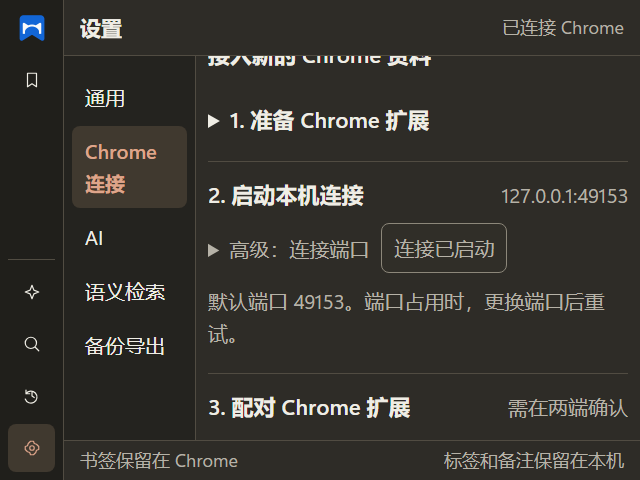 设置
已连接 Chrome
接入新的 Chrome 资料
通用
Chrome
连接
AI
语义检索
备份导出
1. 准备 Chrome 扩展
2. 启动本机连接
127.0.0.1:49153
高级：连接端口
连接已启动
默认端口 49153。端口占用时，更换端口后重
试。
3. 配对 Chrome 扩展
需在两端确认
书签保留在 Chrome
标签和备注保留在本机